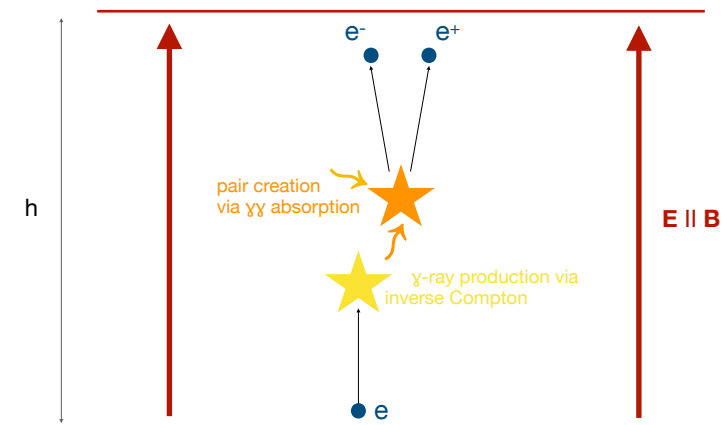 e⁻ e⁺
pair creation
via ɣɣ absorption
h
E || B
ɣ-ray production via
inverse Compton
e